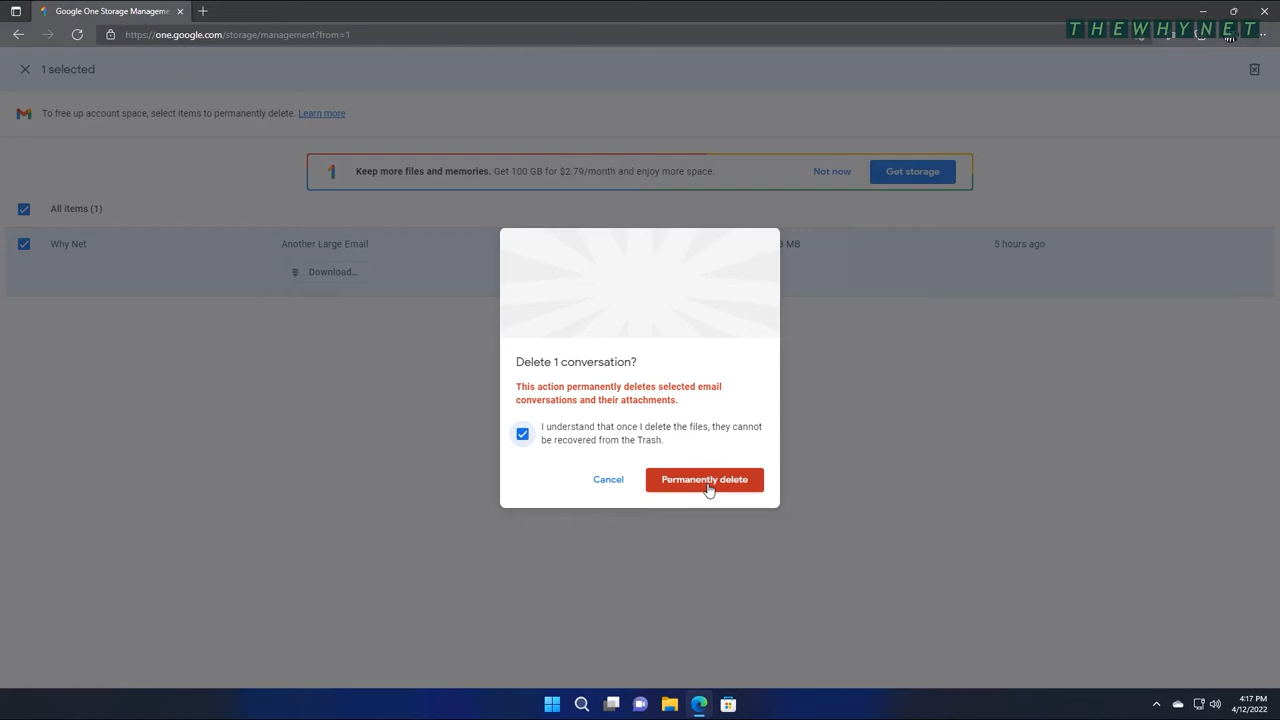 Google One Storage Manageme
THEWHYNET
https://one.google.com/storage/management?from=1
1 selected
To free up account space, select items to permanently delete. Learn more
Keep more files and memories. Get 100 GB for $2.79/month and enjoy more space. Not now Get storage
All items (1)
Why Net Another Large Email MB 5 hours ago
Download...
Delete 1 conversation?
This action permanently deletes selected email
conversations and their attachments.
I understand that once I delete the files, they cannot
be recovered from the Trash.
Cancel Permanently delete
4:17 PM
4/12/2022